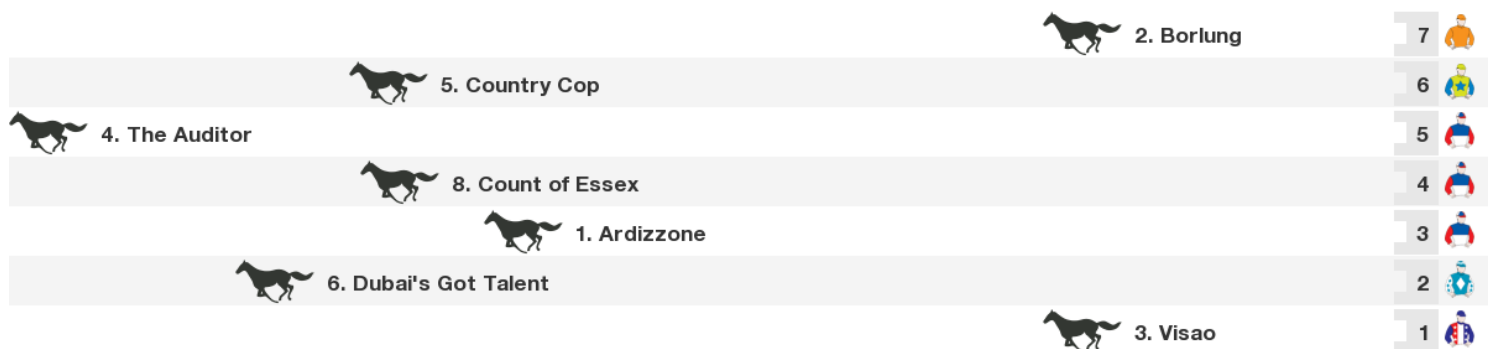 2. Borlung 7
5. Country Cop 6
4. The Auditor 5
8. Count of Essex 4
1. Ardizzone 3
6. Dubai's Got Talent 2
3. Visao 1